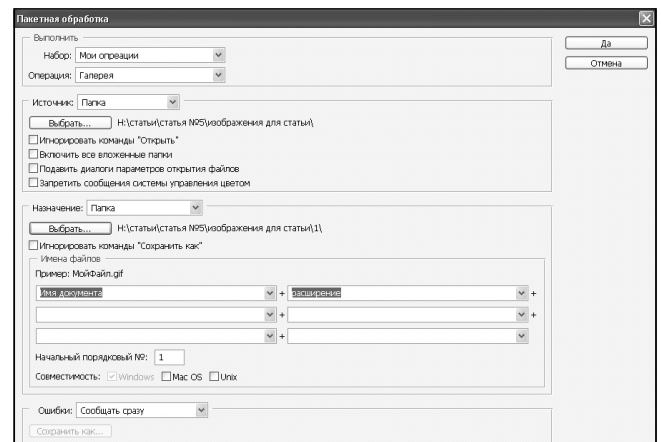 Пакетная обработка
Выполнить
Набор: Мои опреации
Операция: Галерея
Да
Отмена
Источник: Папка
Выбрать... H:\статьи\статья №5\изображения для статьи\
Игнорировать команды "Открыть"
Включить все вложенные папки
Подавить диалоги параметров открытия файлов
Запретить сообщения системы управления цветом
Назначение: Папка
Выбрать... H:\статьи\статья №5\изображения для статьи\1\
Игнорировать команды "Сохранить как"
Имена файлов
Пример: МойФайл.gif
Имя документа + расширение +
+ +
+
Начальный порядковый №: 1
Совместимость: Windows Mac OS Unix
Ошибки: Сообщать сразу
Сохранить как...